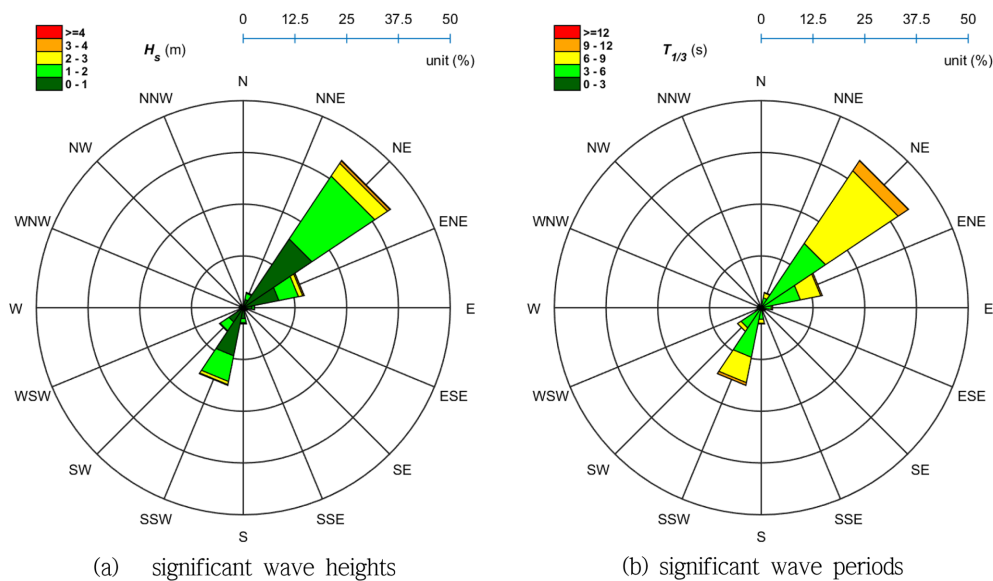 0 12.5 25 37.5 50
unit (%)
>=4
3 - 4
2 - 3
1 - 2
0 - 1
Hs (m)
N
NNE
NE
ENE
E
ESE
SE
SSE
S
SSW
SW
WSW
W
WNW
NW
NNW
(a) significant wave heights
0 12.5 25 37.5 50
unit (%)
>=12
9 - 12
6 - 9
3 - 6
0 - 3
T1/3 (s)
N
NNE
NE
ENE
E
ESE
SE
SSE
S
SSW
SW
WSW
W
WNW
NW
NNW
(b) significant wave periods